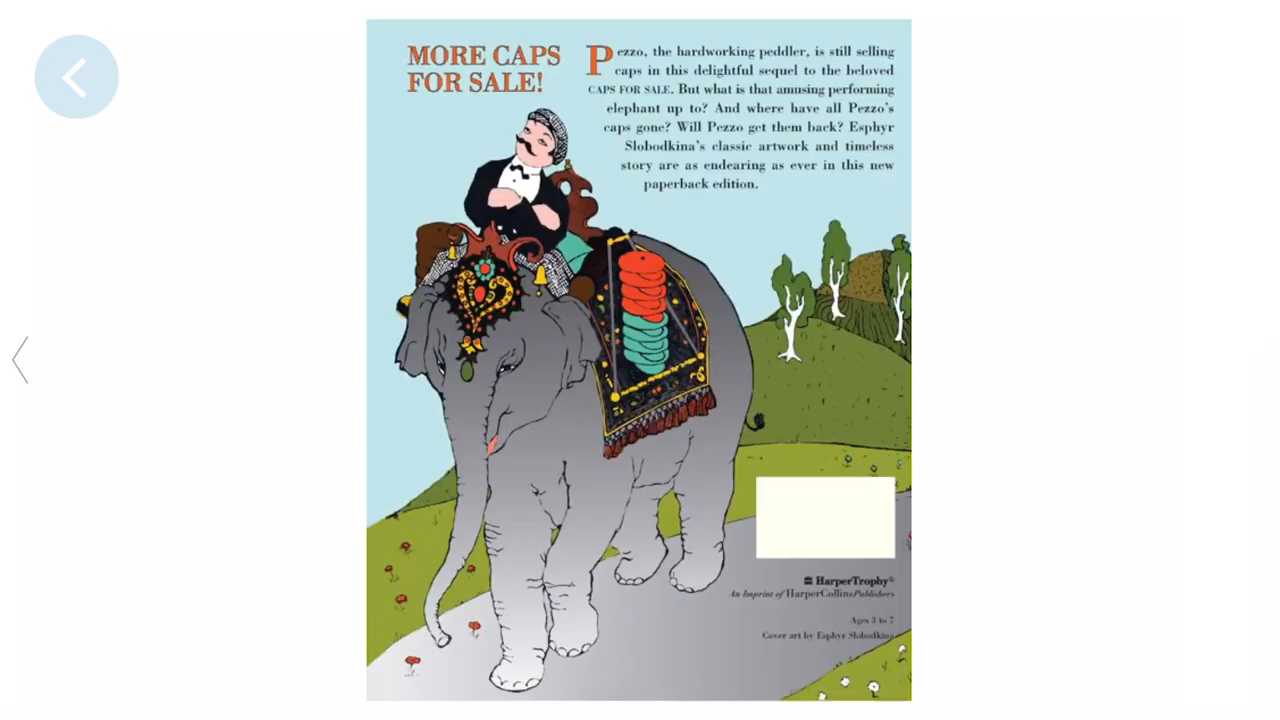 MORE CAPS
FOR SALE!
Pezzo, the hardworking peddler, is still selling
caps in this delightful sequel to the beloved
CAPS FOR SALE. But what is that amusing performing
elephant up to? And where have all Pezzo's
caps gone? Will Pezzo get them back? Esphyr
Slobodkina's classic artwork and timeless
story are as endearing as ever in this new
paperback edition.
HarperTrophy®
An Imprint of HarperCollinsPublishers
Ages 3 to 7
Cover art by Esphyr Slobodkina